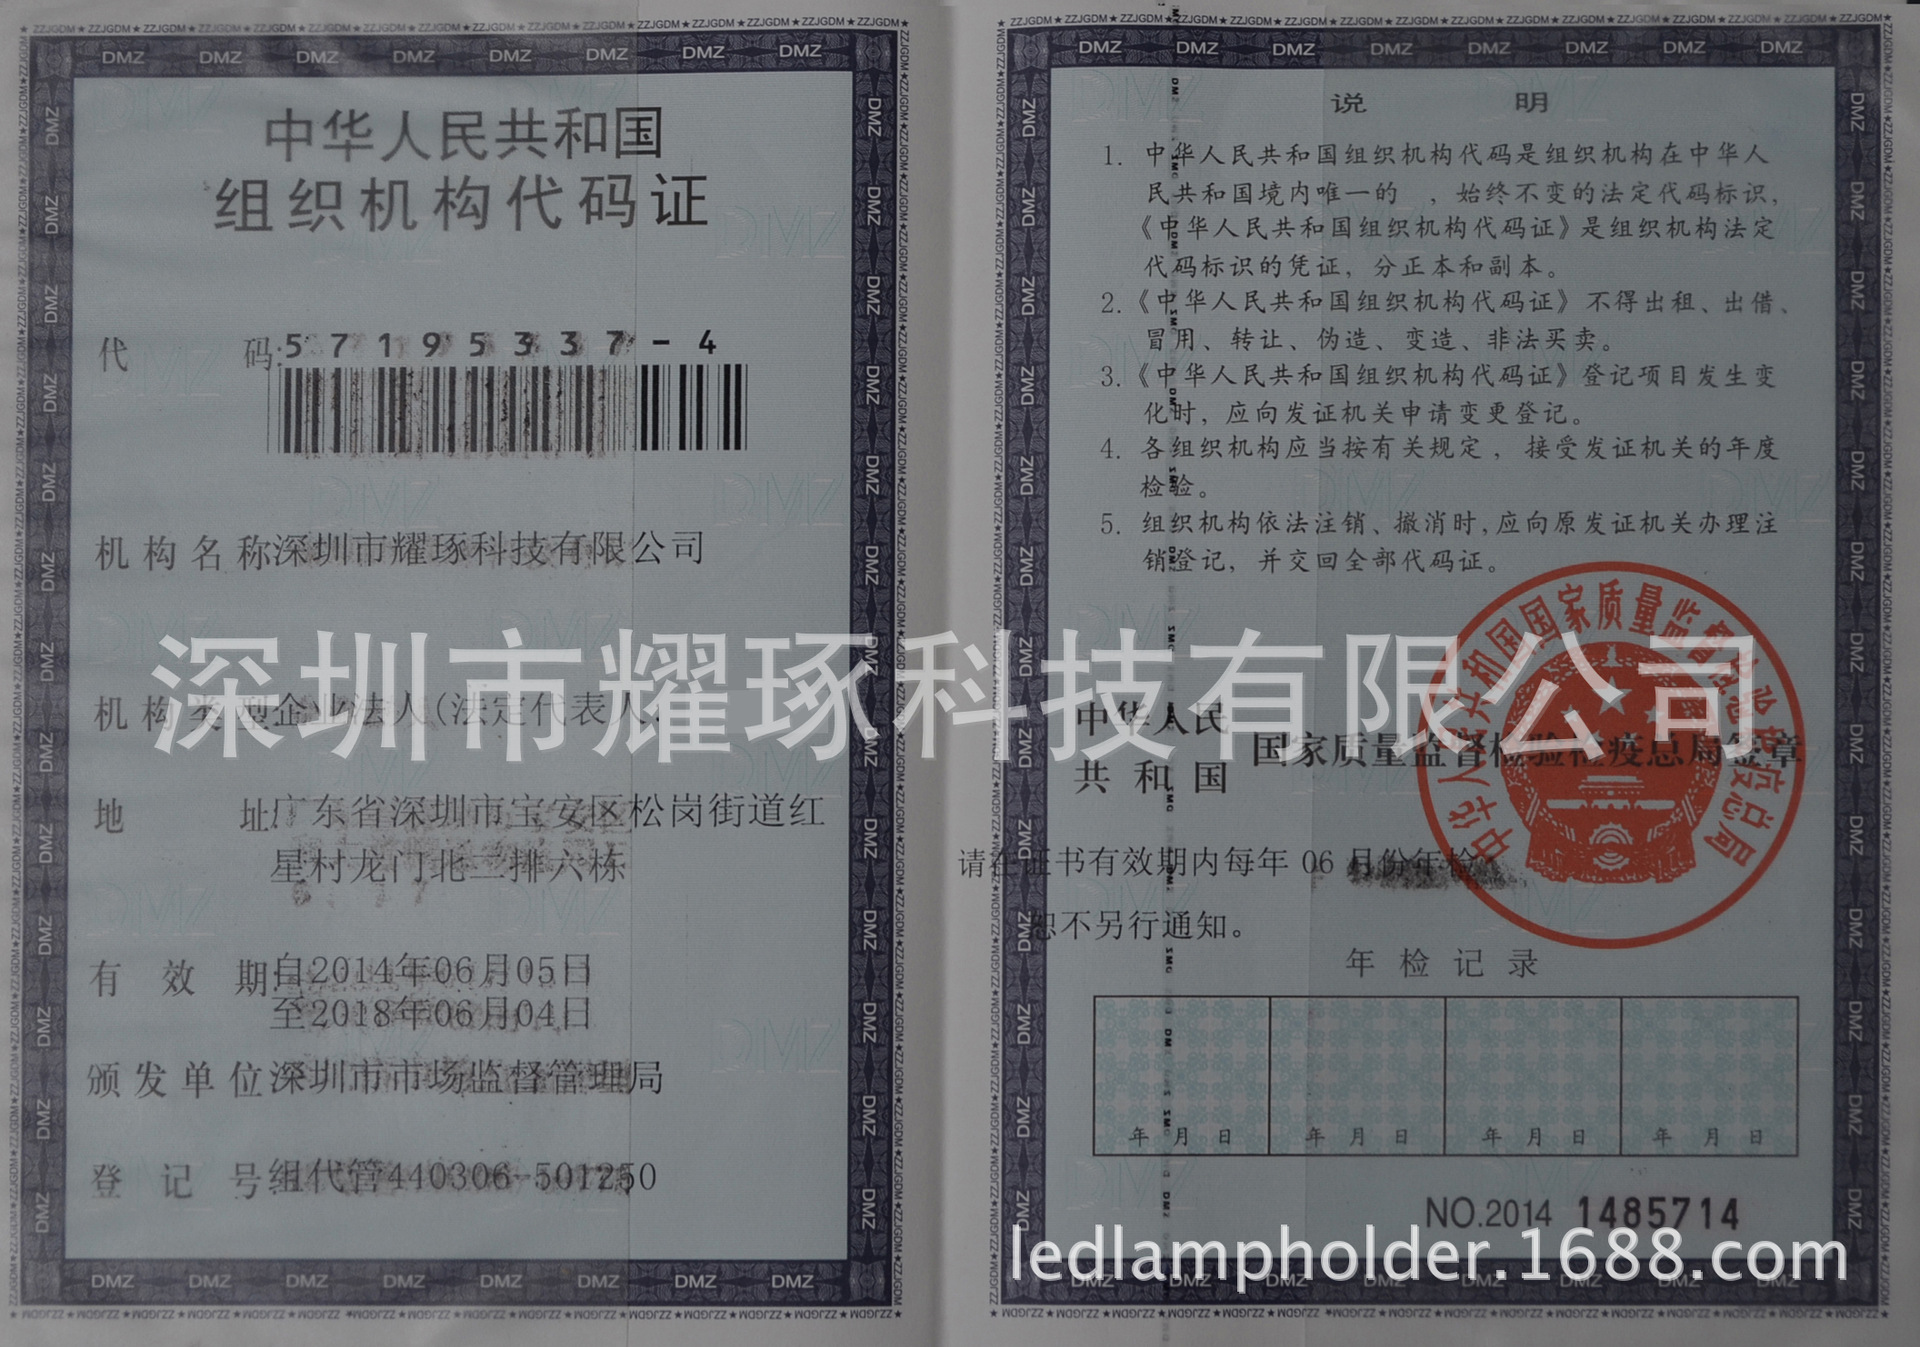 中华人民共和国
组织机构代码证
代 码:57195337-4
机构名称深圳市耀琢科技有限公司
机构类型企业法人(法定代表人:
地 址:广东省深圳市宝安区松岗街道红
星村龙门北二排六栋
有 效 期:自2014年06月05日
至2018年06月04日
颁发单位深圳市市场监督管理局
登 记 号:组代管440306-501250
说 明
1. 中华人民共和国组织机构代码是组织机构在中华人
民共和国境内唯一的 ，始终不变的法定代码标识，
《中华人民共和国组织机构代码证》是组织机构法定
代码标识的凭证，分正本和副本。
2.《中华人民共和国组织机构代码证》不得出租、出借、
冒用、转让、伪造、变造、非法买卖。
3.《中华人民共和国组织机构代码证》登记项目发生变
化时，应向发证机关申请变更登记。
4. 各组织机构应当按有关规定，接受发证机关的年度
检验。
5. 组织机构依法注销、撤消时,应向原发证机关办理注
销登记，并交回全部代码证。
中华人民
共和国 国家质量监督检验检疫总局签章
中华人民共和国国家质量监督检验检疫总局
请在证书有效期内每年 06 月份年检
恕不另行通知。
年检记录
年 月 日 年 月 日 年 月 日 年 月 日
NO.2014 1485714
深圳市耀琢科技有限公司
ledlampholder.1688.com